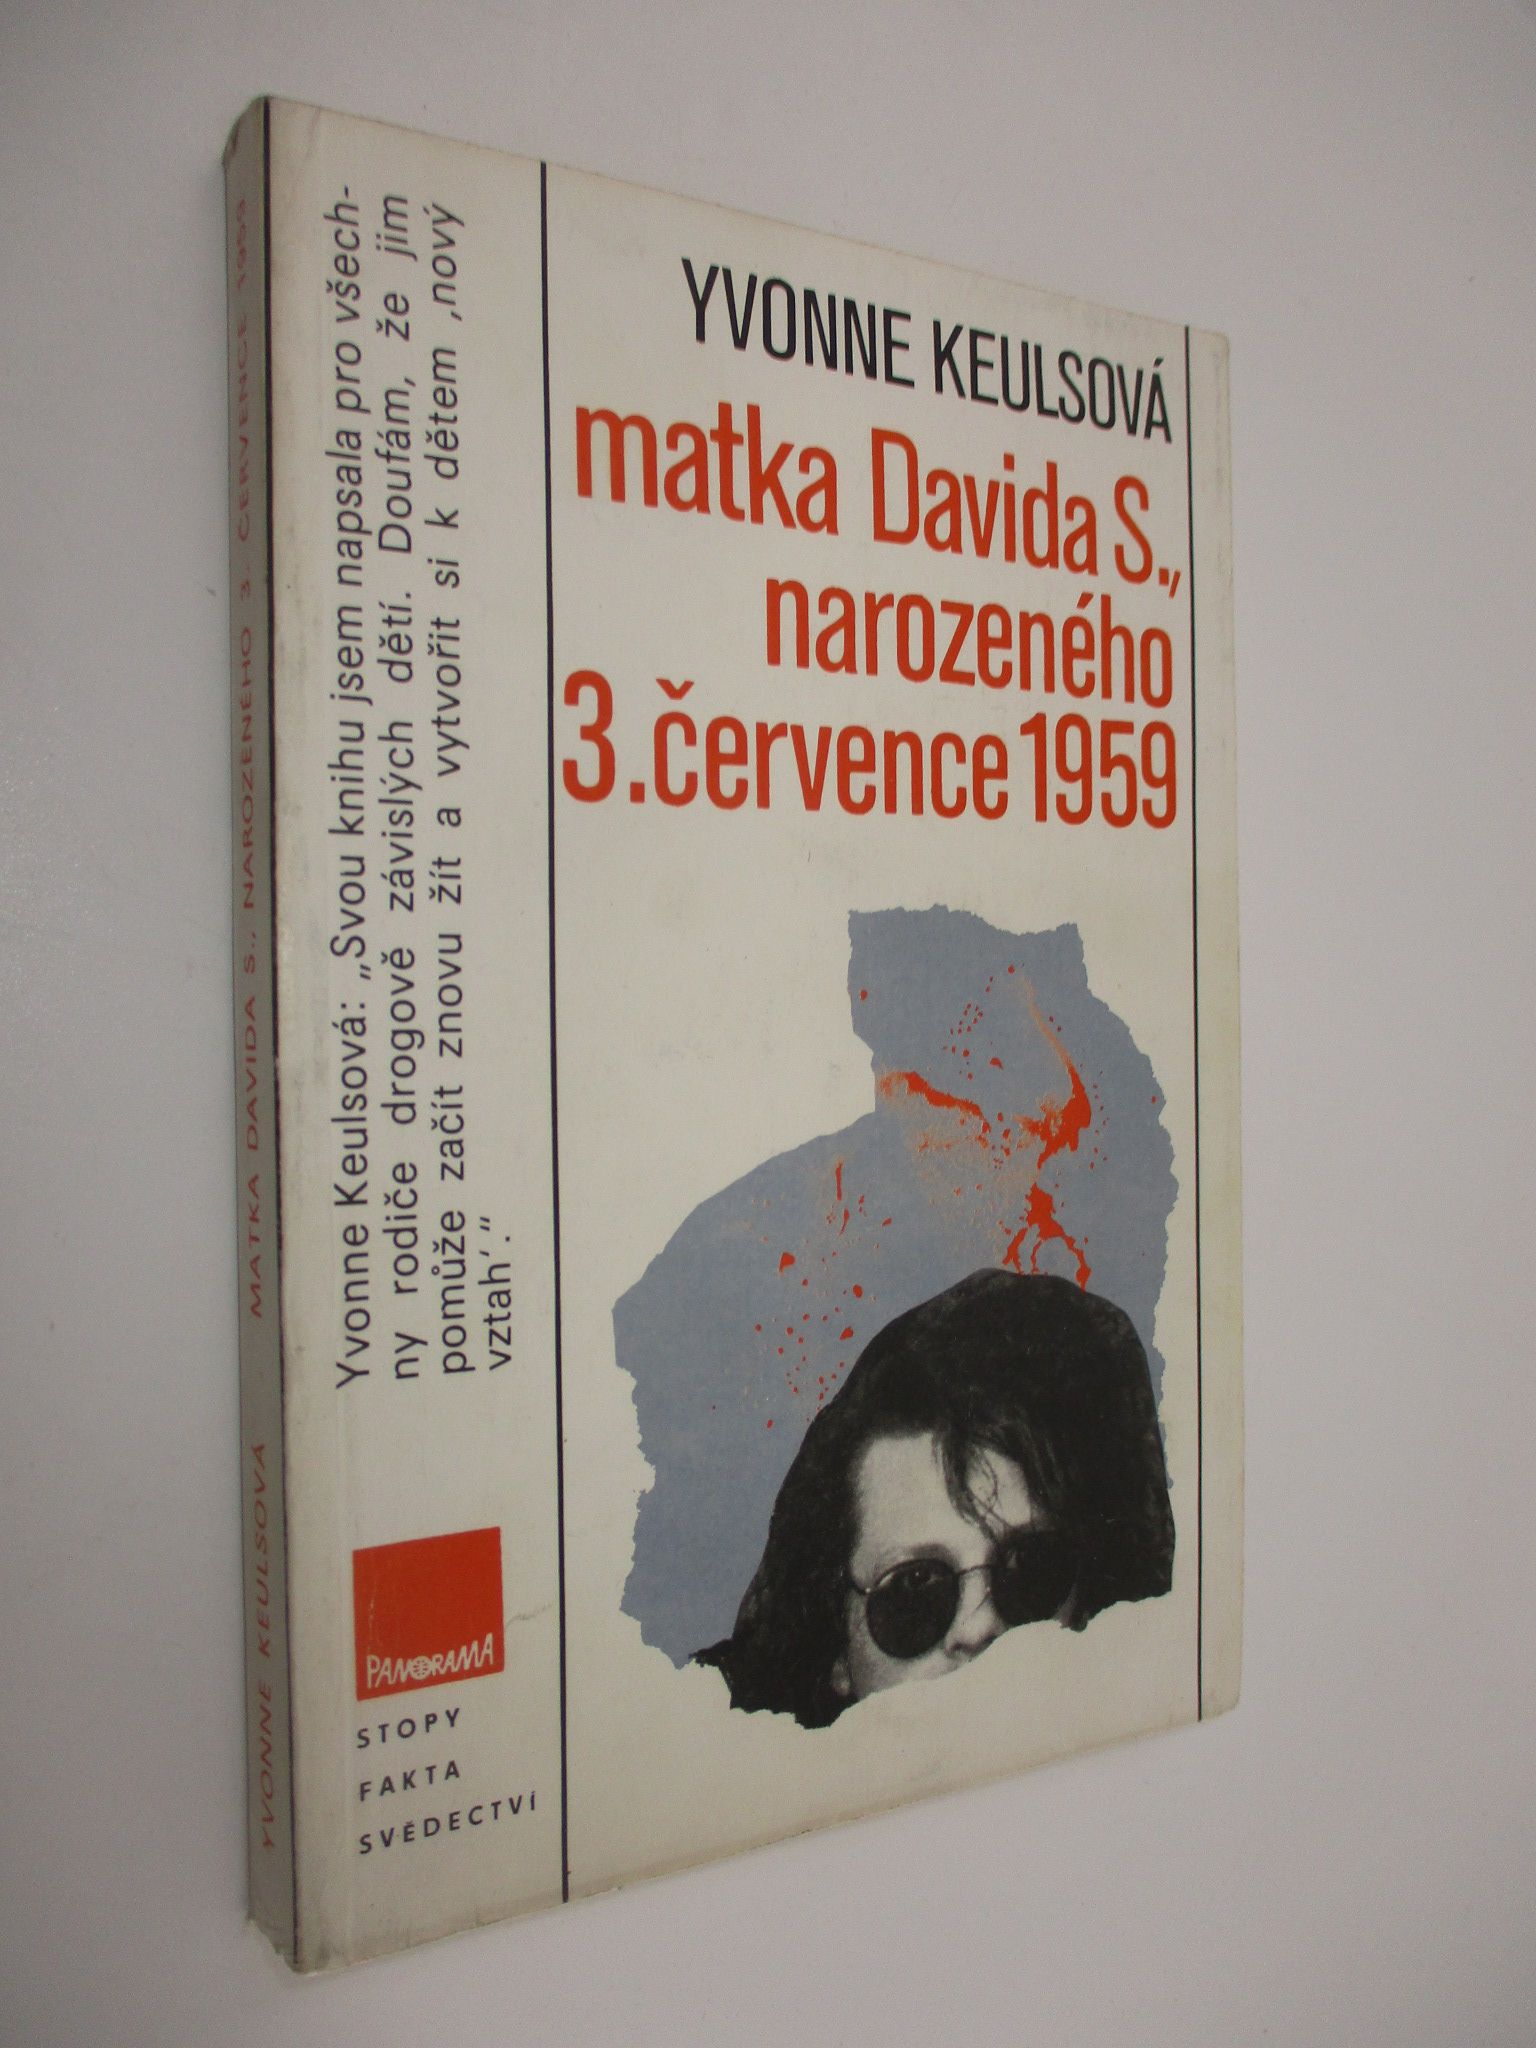 YVONNE KEULSOVÁ MATKA DAVIDA S., NAROZENÉHO 3. ČERVENCE 1959
Yvonne Keulsová: „Svou knihu jsem napsala pro všech-
ny rodiče drogově závislých dětí. Doufám, že jim
pomůže začít znovu žít a vytvořit si k dětem ‚nový
vztah‘.“
PANORAMA
STOPY
FAKTA
SVĚDECTVÍ
YVONNE KEULSOVÁ
matka Davida S.,
narozeného
3. července 1959